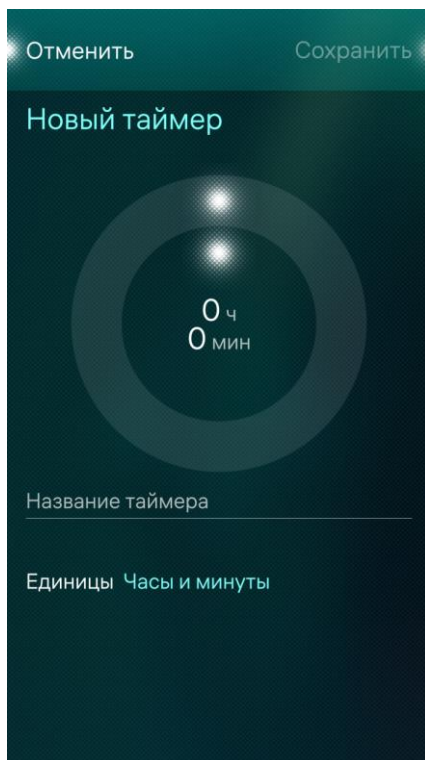 Отменить Сохранить
Новый таймер
0 ч
0 мин
Название таймера
Единицы Часы и минуты